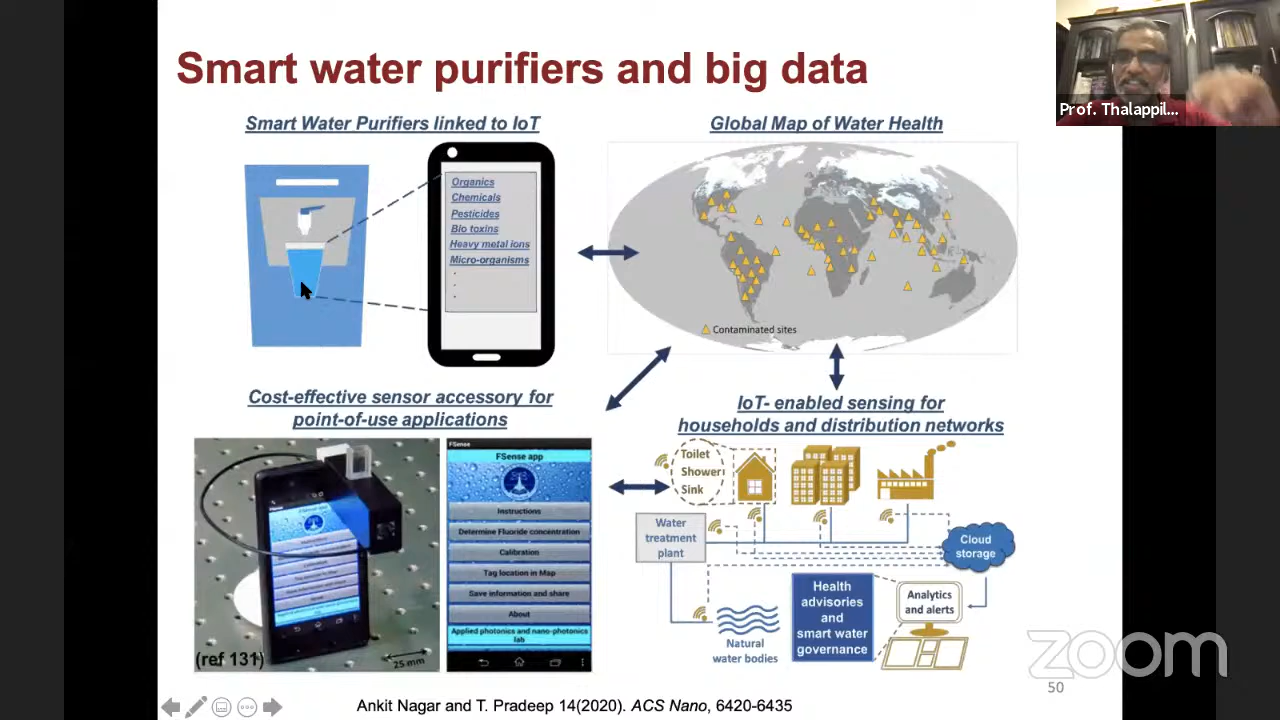 Smart water purifiers and big data
Prof. Thalappil...
Smart Water Purifiers linked to IoT
Organics
Chemicals
Pesticides
Bio toxins
Heavy metal ions
Micro-organisms
Global Map of Water Health
Contaminated sites
Cost-effective sensor accessory for
point-of-use applications
(ref 131)
25 mm
FSense
FSense app
Instructions
Determine Fluoride concentration
Calibration
Tag location in Map
Save information and share
About
Applied photonics and nano-photonics
lab
IoT- enabled sensing for
households and distribution networks
Toilet
Shower
Sink
Water
treatment
plant
Cloud
storage
Health
advisories
and
smart water
governance
Analytics
and alerts
Natural
water bodies
zoom
50
Ankit Nagar and T. Pradeep 14(2020). ACS Nano, 6420-6435